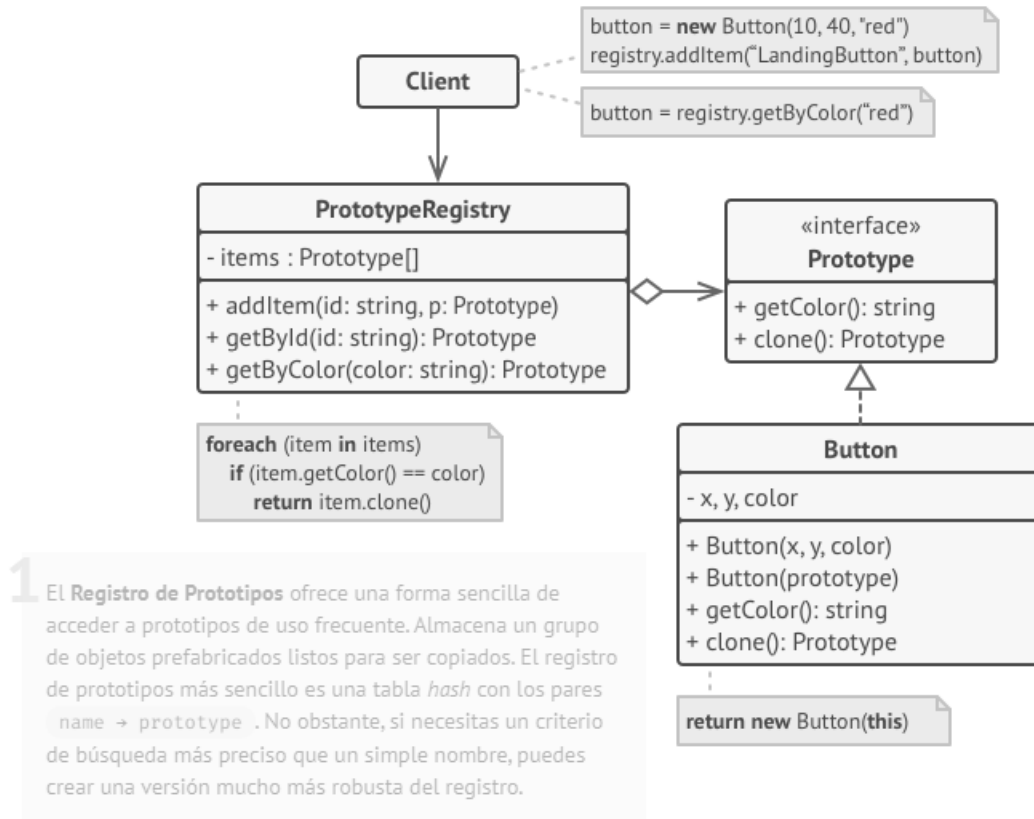 button = new Button(10, 40, "red")
registry.addItem(“LandingButton”, button)
Client
button = registry.getByColor(“red”)
PrototypeRegistry
- items : Prototype[]
+ addItem(id: string, p: Prototype)
+ getById(id: string): Prototype
+ getByColor(color: string): Prototype
«interface»
Prototype
+ getColor(): string
+ clone(): Prototype
foreach (item in items)
if (item.getColor() == color)
return item.clone()
Button
- x, y, color
+ Button(x, y, color)
+ Button(prototype)
+ getColor(): string
+ clone(): Prototype
return new Button(this)
1
El Registro de Prototipos ofrece una forma sencilla de
acceder a prototipos de uso frecuente. Almacena un grupo
de objetos prefabricados listos para ser copiados. El registro
de prototipos más sencillo es una tabla hash con los pares
name → prototype . No obstante, si necesitas un criterio
de búsqueda más preciso que un simple nombre, puedes
crear una versión mucho más robusta del registro.